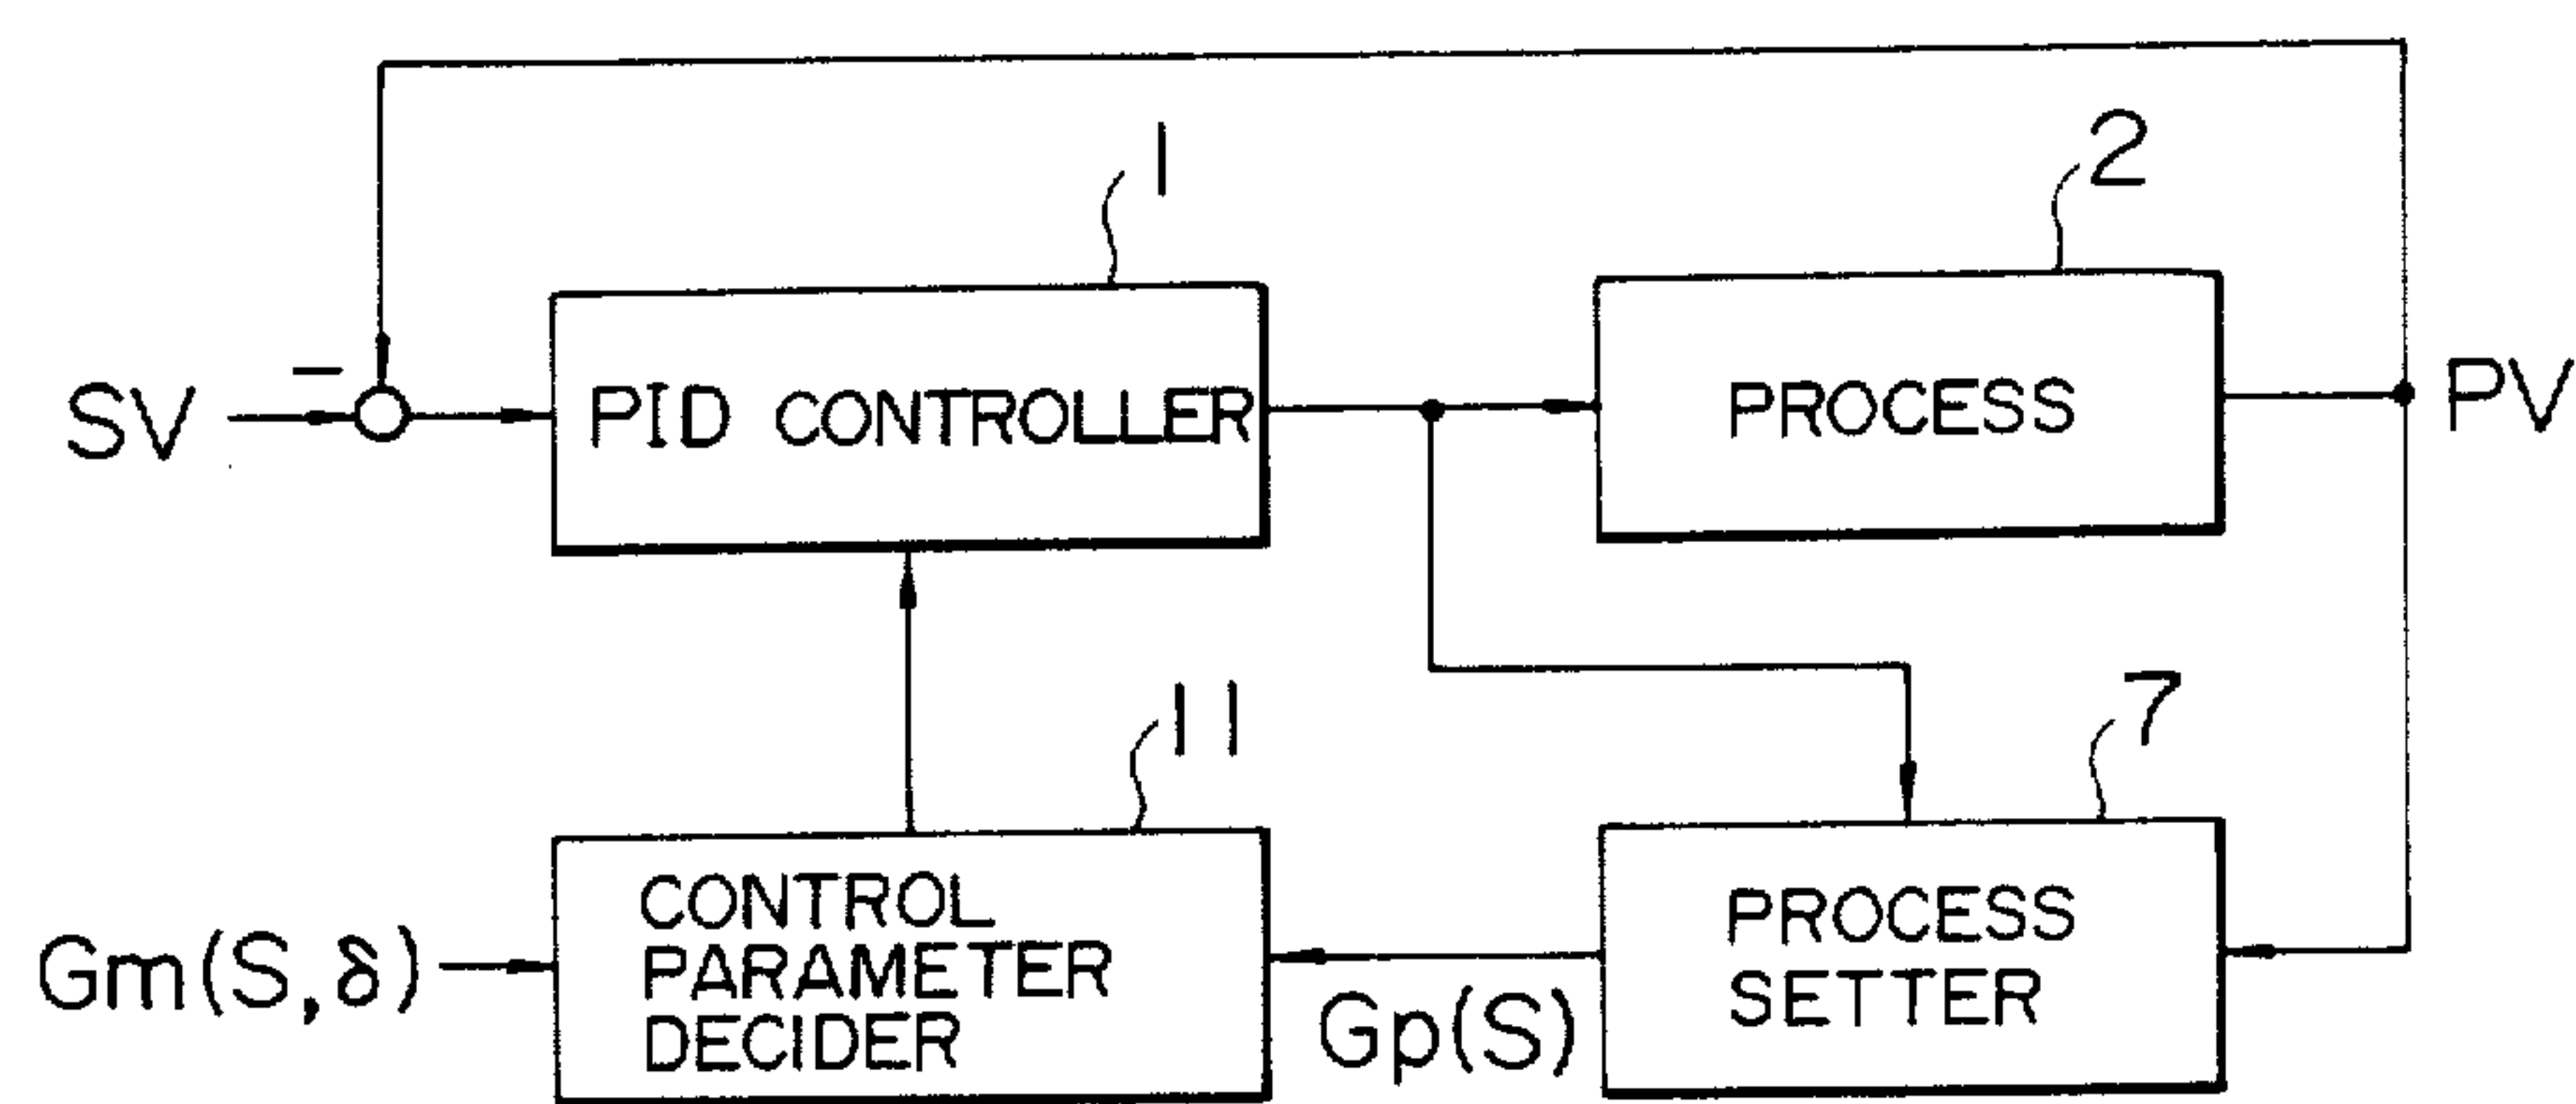 1
2
−
SV
PID CONTROLLER
PROCESS
PV
11
7
CONTROL
PARAMETER
DECIDER
PROCESS
SETTER
Gm(S,δ)
Gp(S)